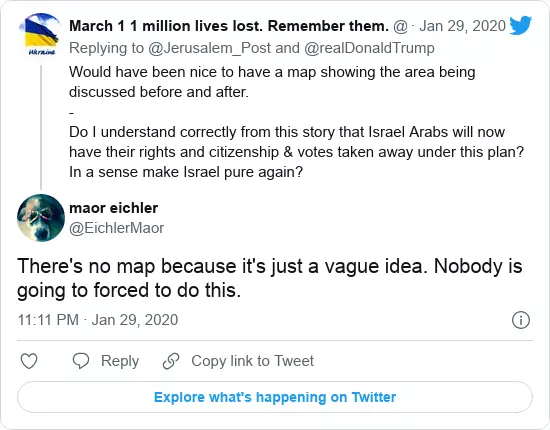 March 1 1 million lives lost. Remember them. @ · Jan 29, 2020
Replying to @Jerusalem_Post and @realDonaldTrump
Ukraine
Would have been nice to have a map showing the area being
discussed before and after.
-
Do I understand correctly from this story that Israel Arabs will now
have their rights and citizenship & votes taken away under this plan?
In a sense make Israel pure again?
maor eichler
@EichlerMaor
There's no map because it's just a vague idea. Nobody is
going to forced to do this.
11:11 PM · Jan 29, 2020
Reply
Copy link to Tweet
Explore what's happening on Twitter